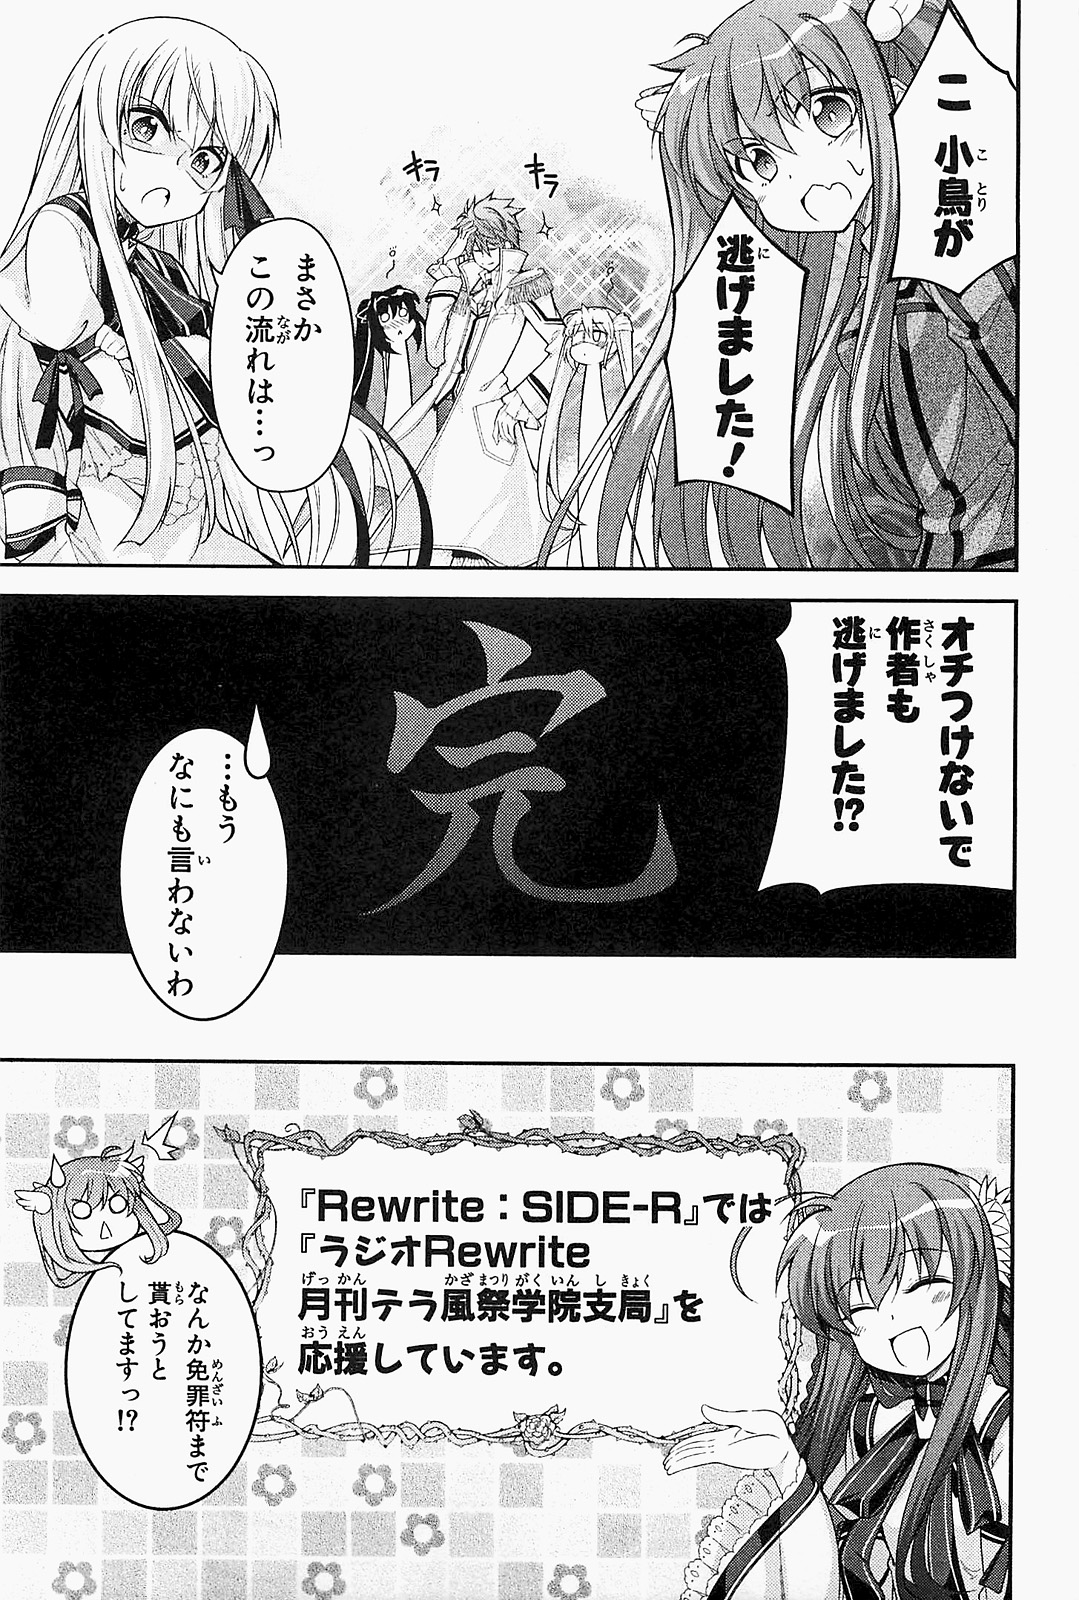 こ 小鳥が
逃げました!
キラ
キラ
まさか
この流れは…っ
オチつけないで
作者も
逃げました!?
完
…もう
なにも言わないわ
『Rewrite:SIDE-R』では
『ラジオRewrite
月刊テラ風祭学院支局』を
応援しています。
なんか免罪符まで
貰おうと
してますっ!?